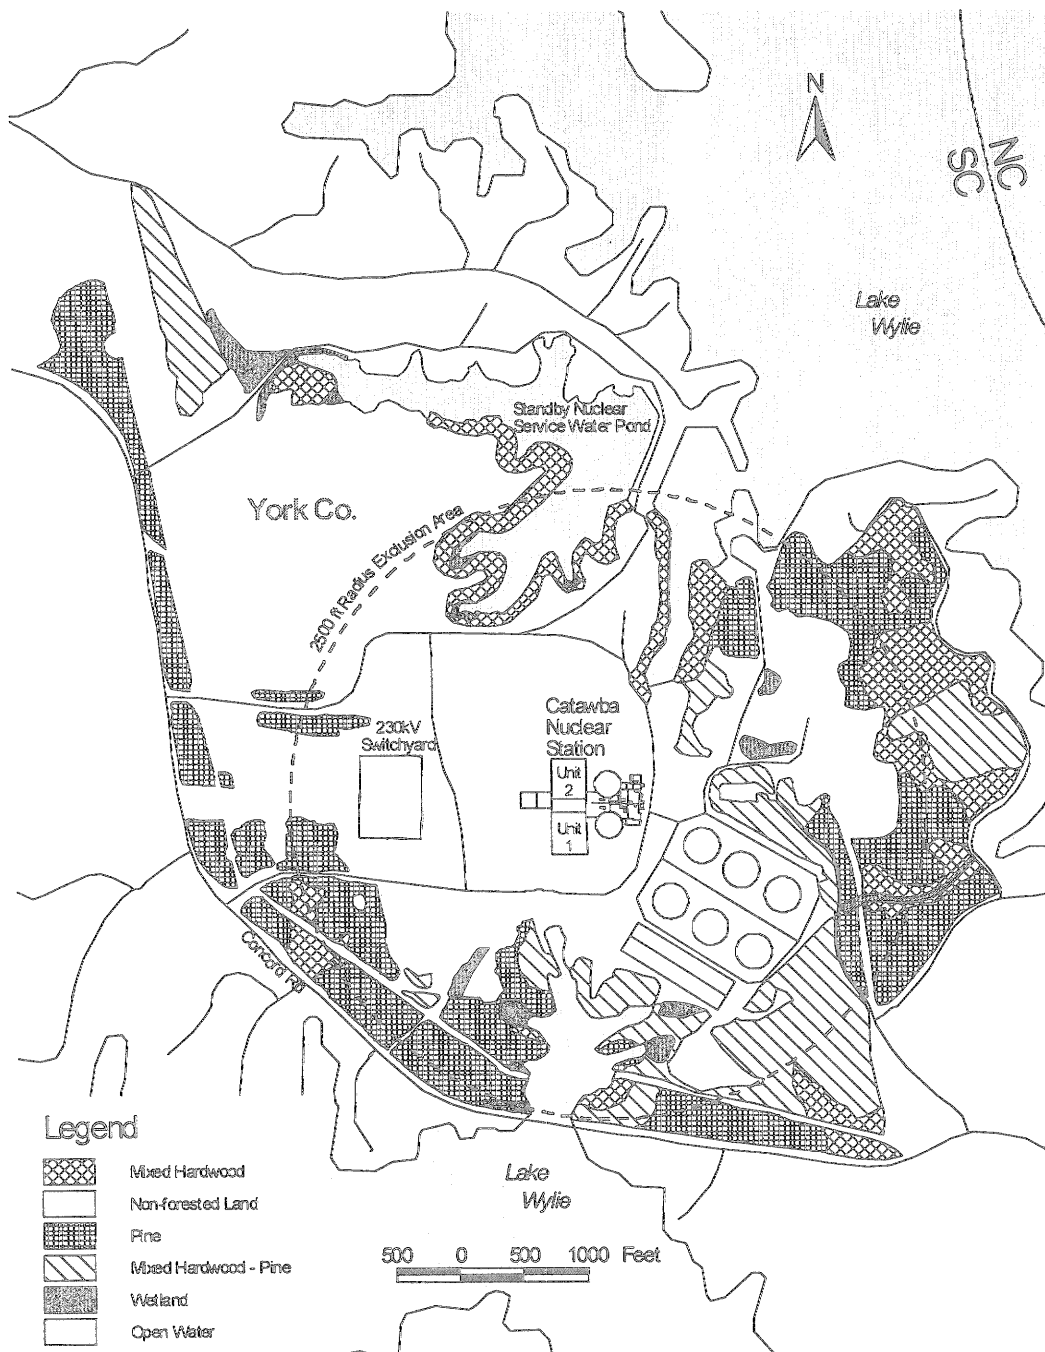 N
NC
SC
Lake
Wylie
Standby Nuclear
Service Water Pond
York Co.
2500 ft Radius Exclusion Area
230kV
Switchyard
Catawba
Nuclear
Station
Unit
2
Unit
1
Concord Rd
Legend
Mixed Hardwood
Non-forested Land
Pine
Mixed Hardwood - Pine
Wetland
Open Water
Lake
Wylie
500 0 500 1000 Feet